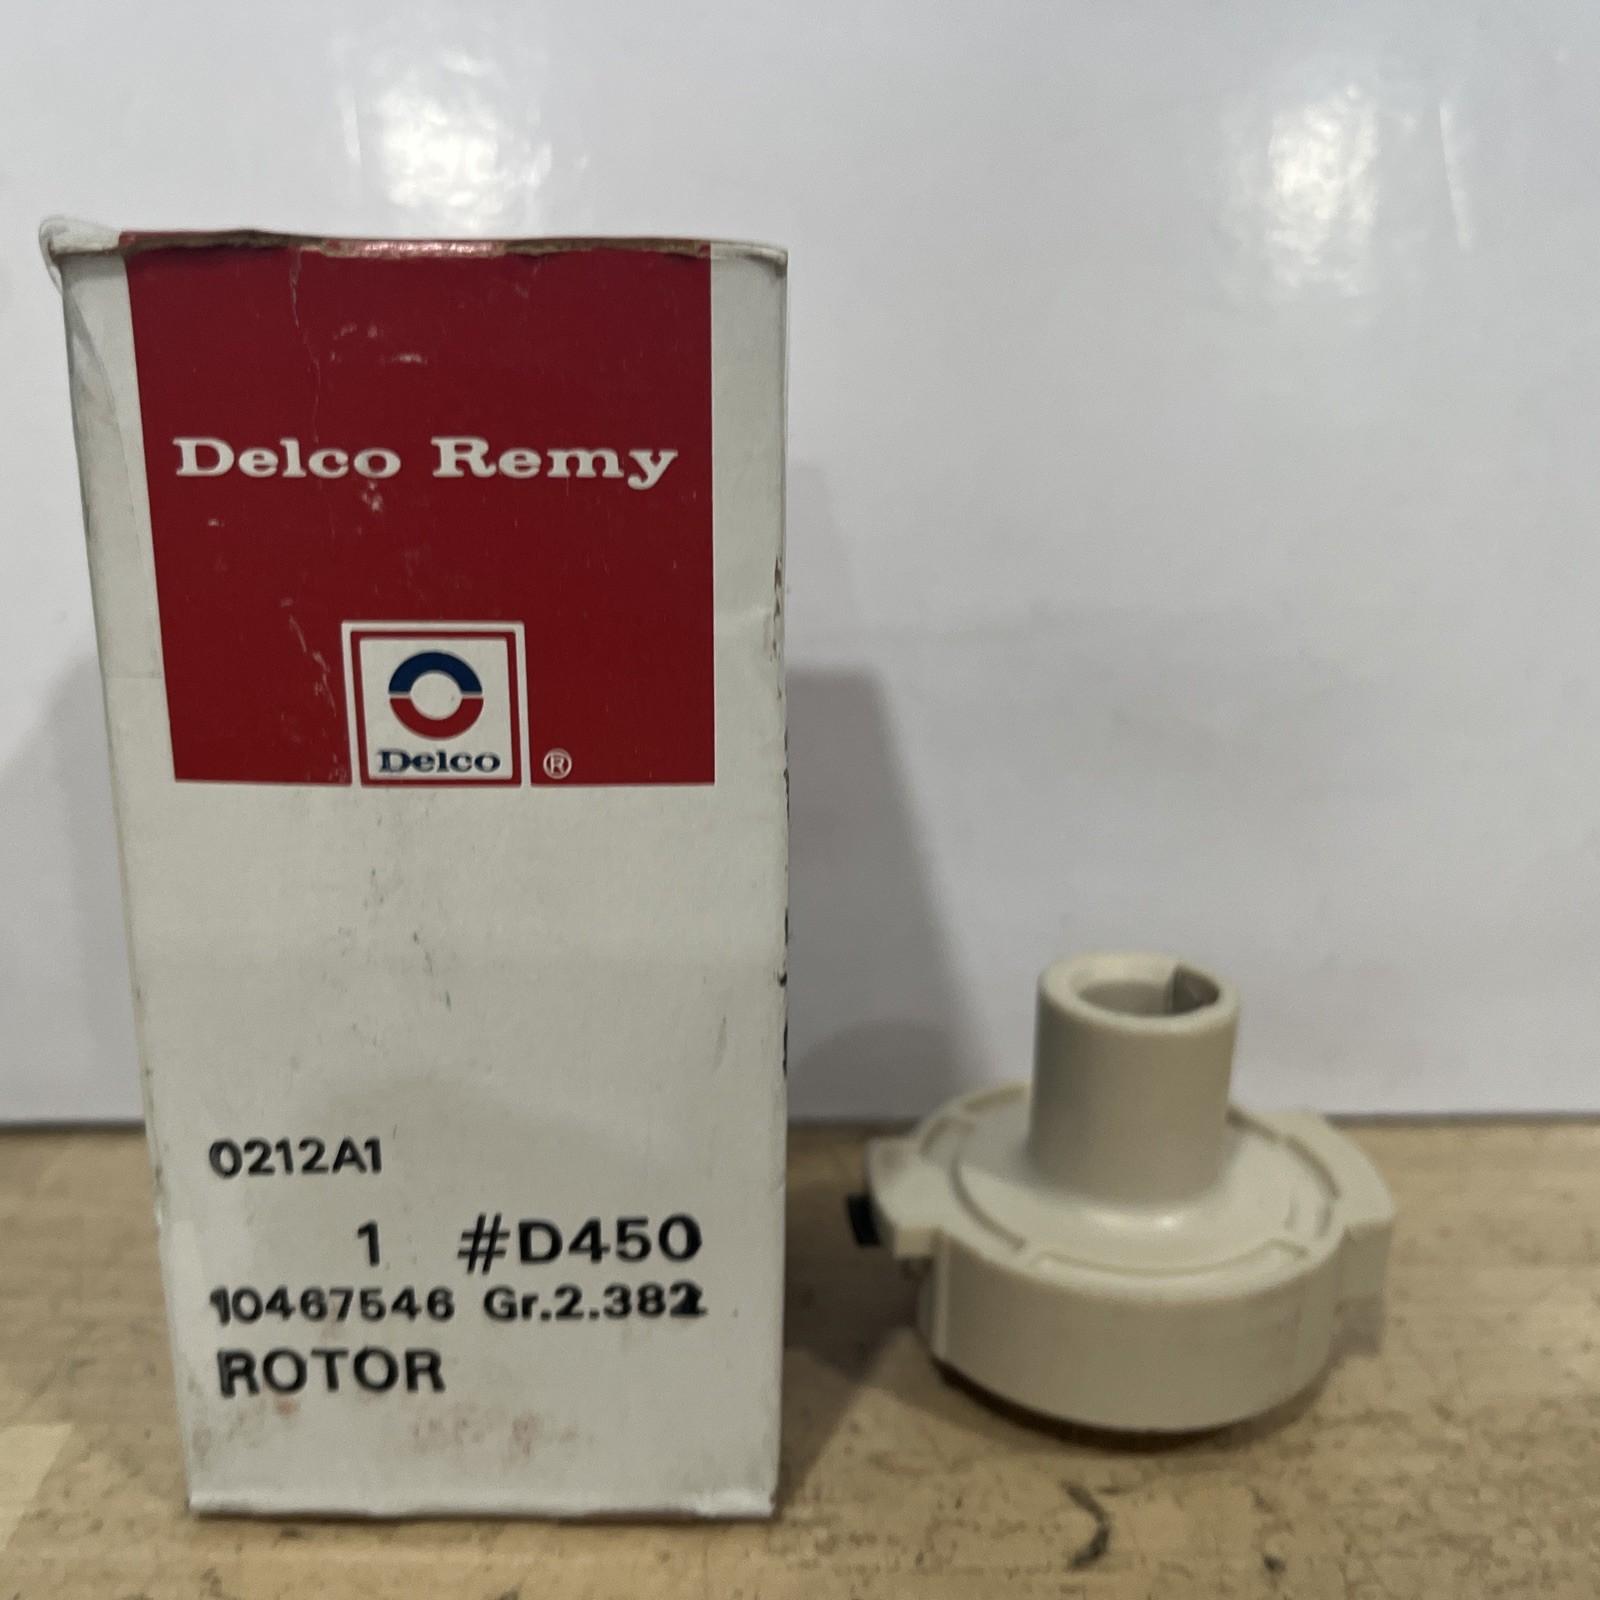 Delco Remy
Delco ®
0212A1
1 #D450
10467546 Gr.2.382
ROTOR